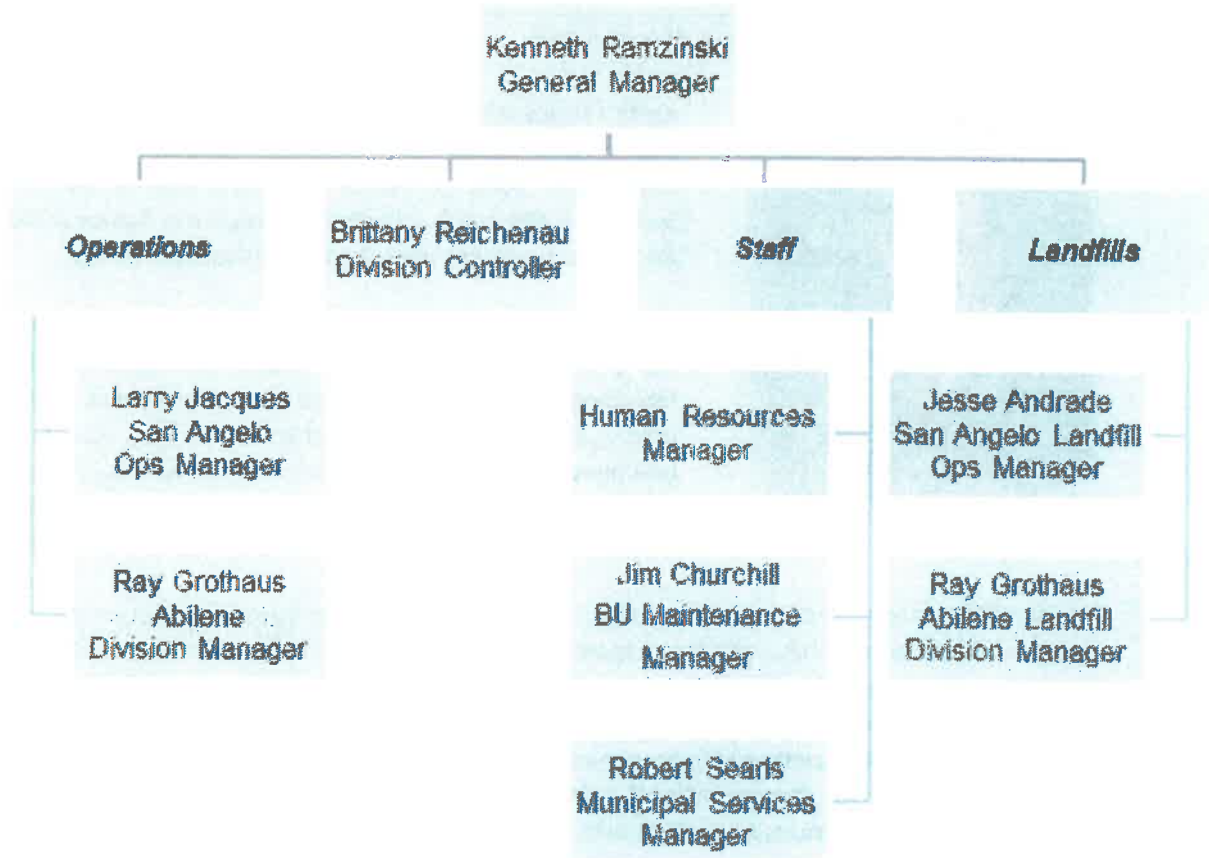 Kenneth Ramzinski
General Manager
Operations
Brittany Reichenau
Division Controller
Staff
Landfills
Larry Jacques
San Angelo
Ops Manager
Human Resources
Manager
Jesse Andrade
San Angelo Landfill
Ops Manager
Ray Grothaus
Abilene
Division Manager
Jim Churchill
BU Maintenance
Manager
Ray Grothaus
Abilene Landfill
Division Manager
Robert Searls
Municipal Services
Manager